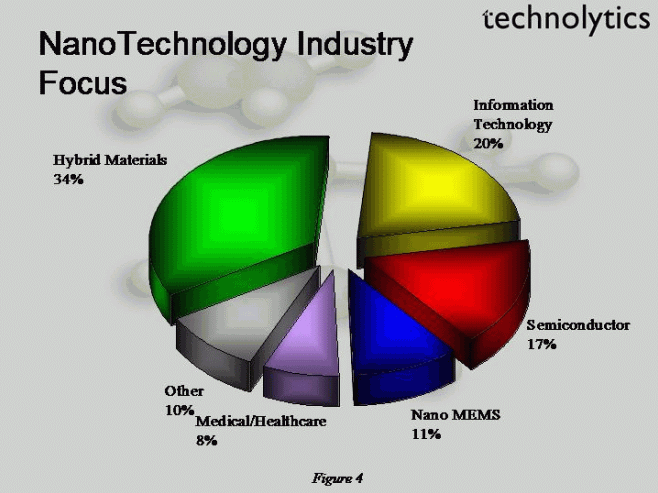 technolytics
NanoTechnology Industry
Focus
Information
Technology
20%
Hybrid Materials
34%
Semiconductor
17%
Other
10%
Medical/Healthcare
8%
Nano MEMS
11%
Figure 4